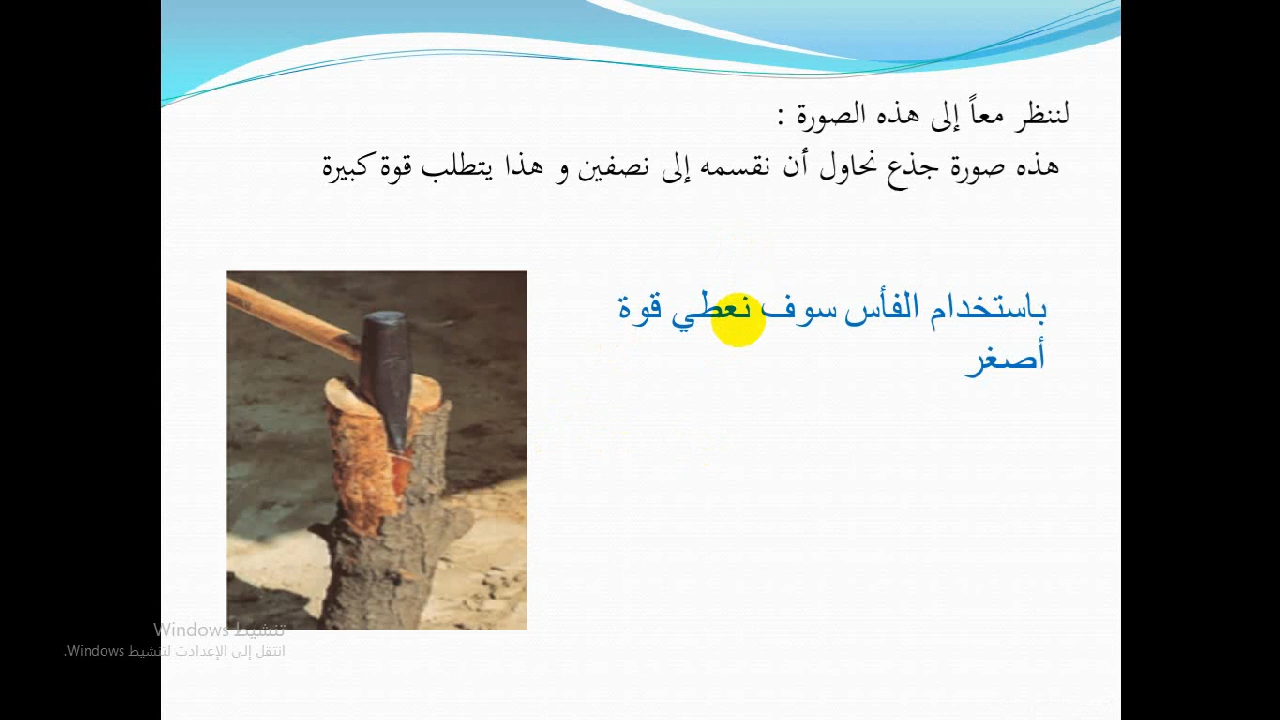 لننظر معاً إلى هذه الصورة :
هذه صورة جذع نحاول أن نقسمه إلى نصفين و هذا يتطلب قوة كبيرة
باستخدام الفأس سوف نعطي قوة
أصغر
تنشيط Windows
انتقل إلى الإعدادت لتنشيط Windows.